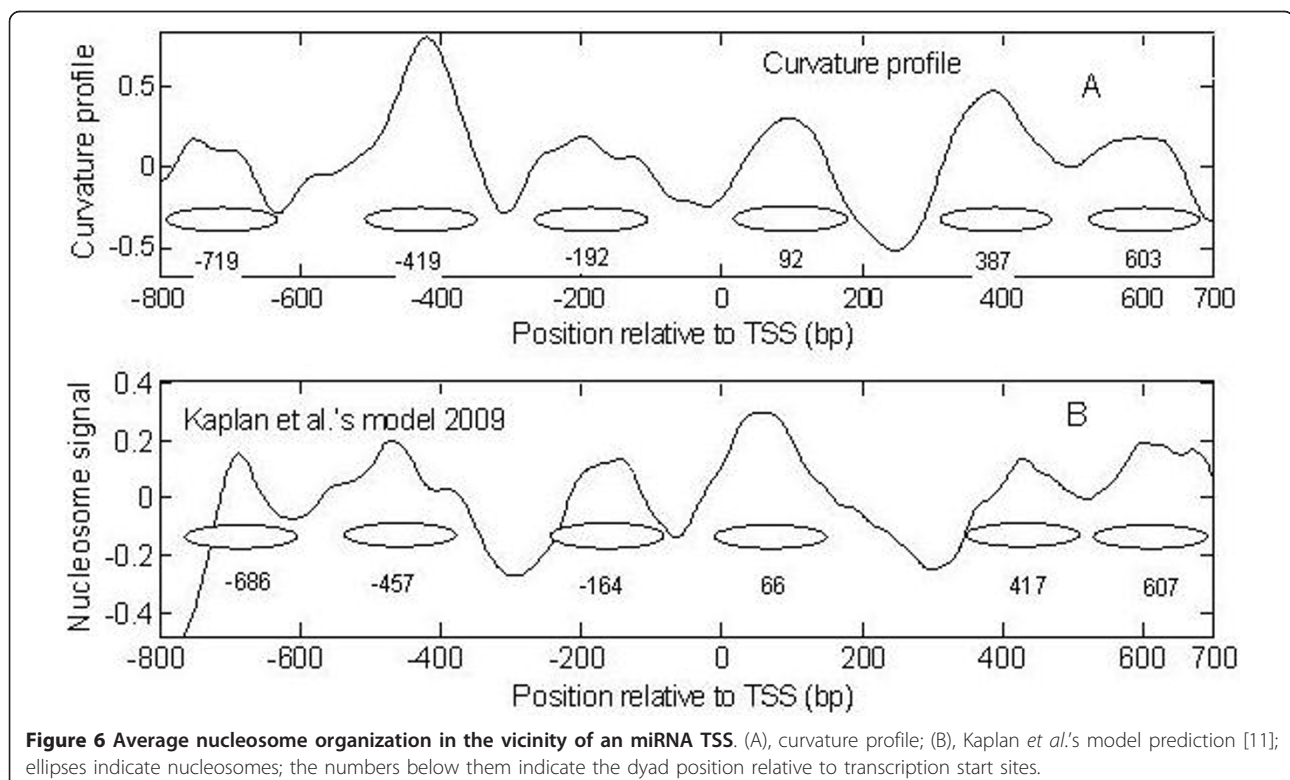 Curvature profile
A
0.5
0
-0.5
Curvature profile
-719 -419 -192 92 387 603
-800 -600 -400 -200 0 200 400 600 700
Position relative to TSS (bp)
0.4
0.2
0
-0.2
-0.4
Nucleosome signal
Kaplan et al.'s model 2009
B
-686 -457 -164 66 417 607
-800 -600 -400 -200 0 200 400 600 700
Position relative to TSS (bp)
Figure 6 Average nucleosome organization in the vicinity of an miRNA TSS. (A), curvature profile; (B), Kaplan et al.'s model prediction [11];
ellipses indicate nucleosomes; the numbers below them indicate the dyad position relative to transcription start sites.